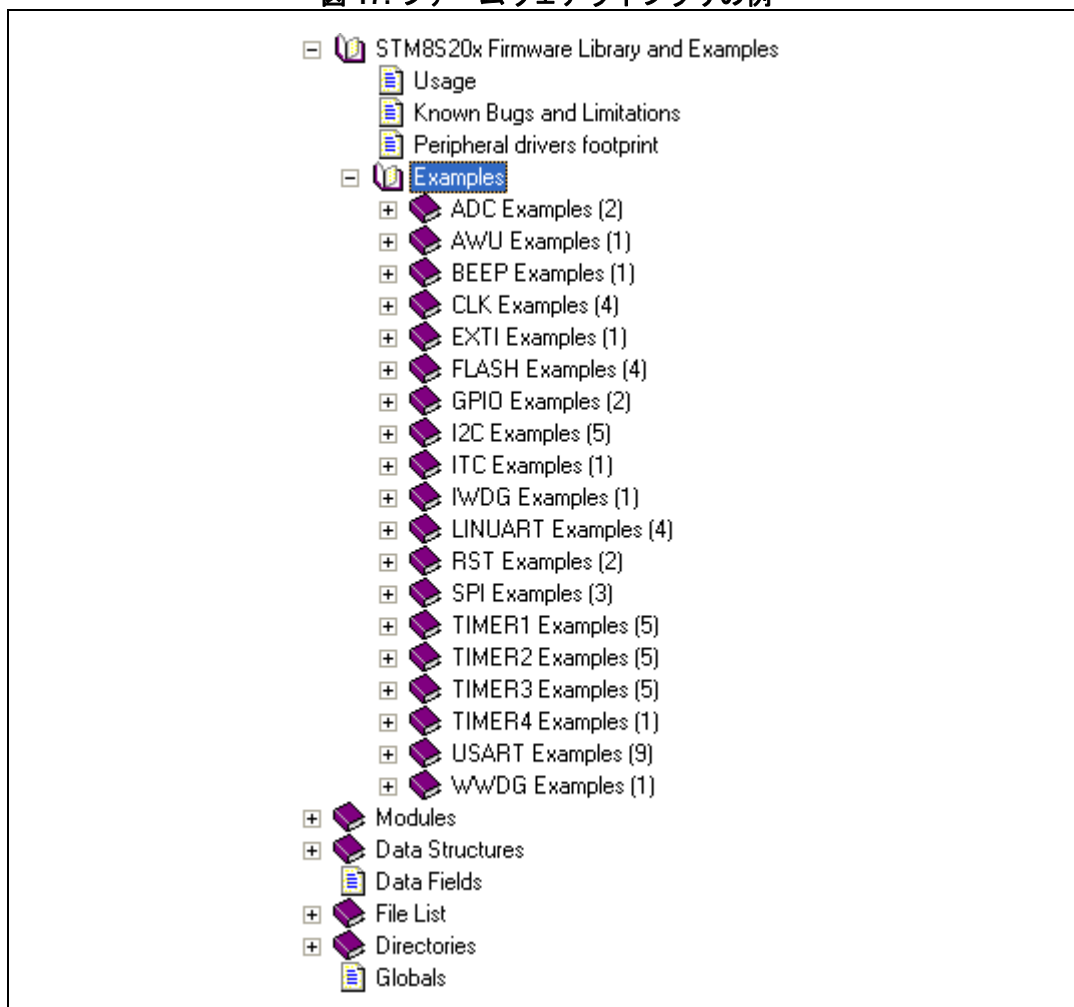 STM8S20x Firmware Library and Examples
Usage
Known Bugs and Limitations
Peripheral drivers footprint
Examples
ADC Examples (2)
AWU Examples (1)
BEEP Examples (1)
CLK Examples (4)
EXTI Examples (1)
FLASH Examples (4)
GPIO Examples (2)
I2C Examples (5)
ITC Examples (1)
IWDG Examples (1)
LINUART Examples (4)
RST Examples (2)
SPI Examples (3)
TIMER1 Examples (5)
TIMER2 Examples (5)
TIMER3 Examples (5)
TIMER4 Examples (1)
USART Examples (9)
WWDG Examples (1)
Modules
Data Structures
Data Fields
File List
Directories
Globals